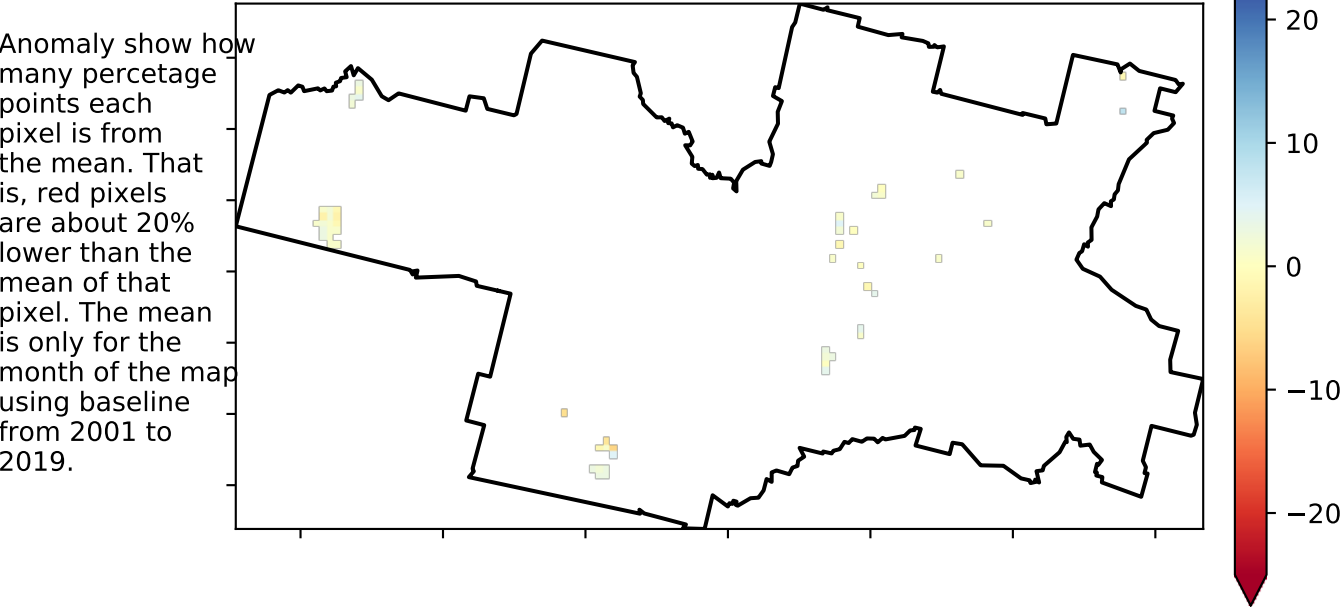 Anomaly show how
many percetage
points each
pixel is from
the mean. That
is, red pixels
are about 20%
lower than the
mean of that
pixel. The mean
is only for the
month of the map
using baseline
from 2001 to
2019.
20
10
0
−10
−20